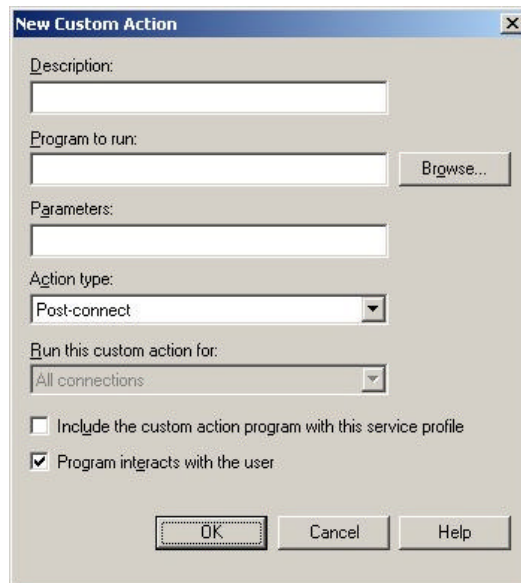 New Custom Action
Description:
Program to run:
Browse...
Parameters:
Action type:
Post-connect
Run this custom action for:
All connections
Include the custom action program with this service profile
Program interacts with the user
OK Cancel Help